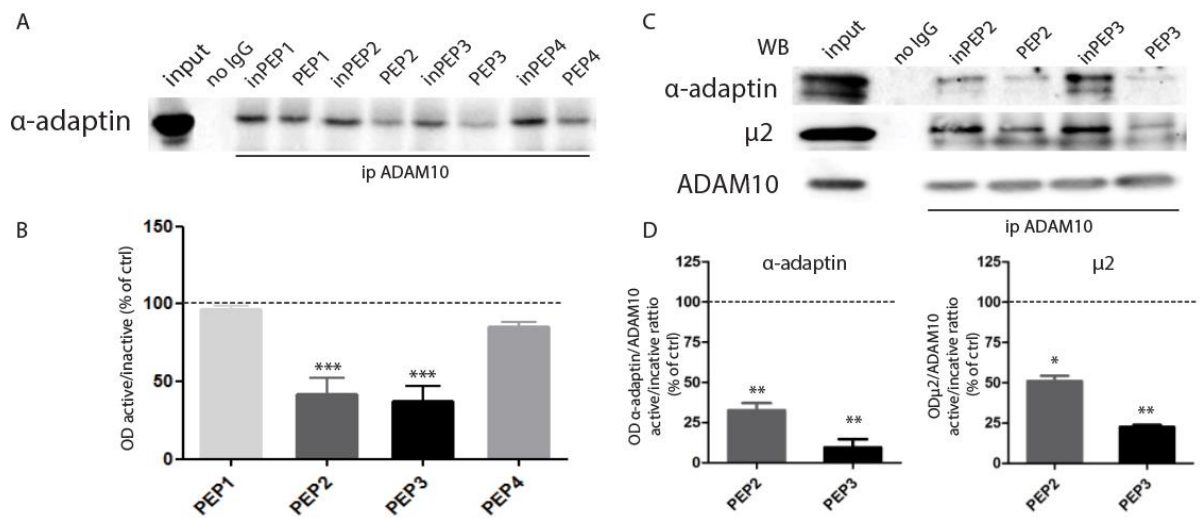 A
input
no IgG
inPEP1
PEP1
inPEP2
PEP2
inPEP3
PEP3
inPEP4
PEP4
α-adaptin
ip ADAM10
B
OD active/inactive (% of ctrl)
150
100
50
0
***
***
PEP1
PEP2
PEP3
PEP4
C
WB
input
no IgG
inPEP2
PEP2
inPEP3
PEP3
α-adaptin
μ2
ADAM10
ip ADAM10
D
α-adaptin
OD α-adaptin/ADAM10
active/incative rattio
(% of ctrl)
125
100
75
50
25
0
**
**
PEP2
PEP3
μ2
ODμ2/ADAM10
active/incative rattio
(% of ctrl)
125
100
75
50
25
0
*
**
PEP2
PEP3